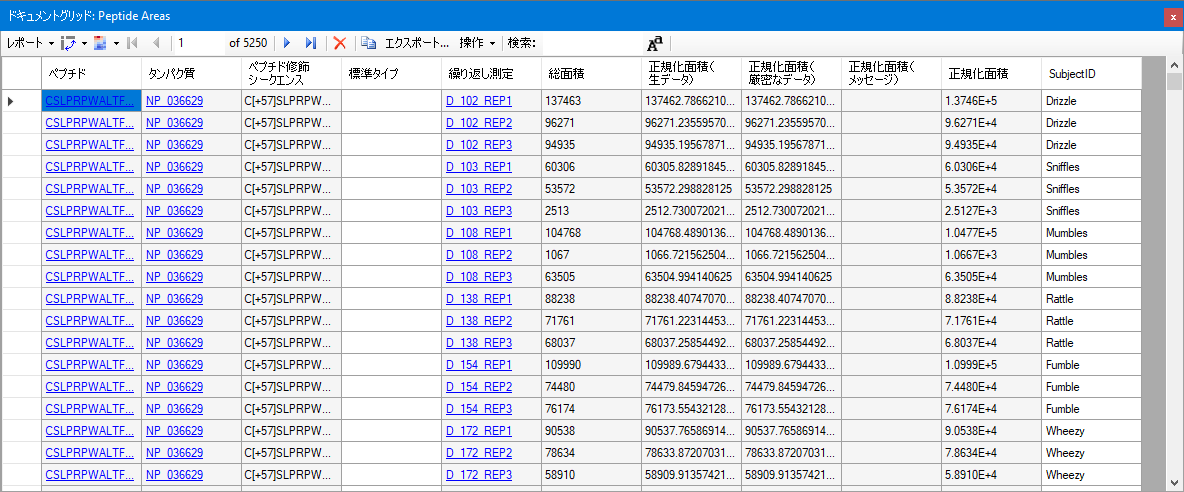 ドキュメントグリッド: Peptide Areas
x
レポート 1 of 5250 エクスポート... 操作 検索: Aa
ペプチド タンパク質 ペプチド修飾シークエンス 標準タイプ 繰り返し測定 総面積 正規化面積(生データ) 正規化面積(厳密なデータ) 正規化面積(メッセージ) 正規化面積 SubjectID
CSLPRPWALTF... NP_036629 C[+57]SLPRPW... D_102_REP1 137463 137462.7866210... 137462.7866210... 1.3746E+5 Drizzle
CSLPRPWALTF... NP_036629 C[+57]SLPRPW... D_102_REP2 96271 96271.23559570... 96271.23559570... 9.6271E+4 Drizzle
CSLPRPWALTF... NP_036629 C[+57]SLPRPW... D_102_REP3 94935 94935.19567871... 94935.19567871... 9.4935E+4 Drizzle
CSLPRPWALTF... NP_036629 C[+57]SLPRPW... D_103_REP1 60306 60305.82891845... 60305.82891845... 6.0306E+4 Sniffles
CSLPRPWALTF... NP_036629 C[+57]SLPRPW... D_103_REP2 53572 53572.298828125 53572.298828125 5.3572E+4 Sniffles
CSLPRPWALTF... NP_036629 C[+57]SLPRPW... D_103_REP3 2513 2512.730072021... 2512.730072021... 2.5127E+3 Sniffles
CSLPRPWALTF... NP_036629 C[+57]SLPRPW... D_108_REP1 104768 104768.4890136... 104768.4890136... 1.0477E+5 Mumbles
CSLPRPWALTF... NP_036629 C[+57]SLPRPW... D_108_REP2 1067 1066.721562504... 1066.721562504... 1.0667E+3 Mumbles
CSLPRPWALTF... NP_036629 C[+57]SLPRPW... D_108_REP3 63505 63504.994140625 63504.994140625 6.3505E+4 Mumbles
CSLPRPWALTF... NP_036629 C[+57]SLPRPW... D_138_REP1 88238 88238.40747070... 88238.40747070... 8.8238E+4 Rattle
CSLPRPWALTF... NP_036629 C[+57]SLPRPW... D_138_REP2 71761 71761.22314453... 71761.22314453... 7.1761E+4 Rattle
CSLPRPWALTF... NP_036629 C[+57]SLPRPW... D_138_REP3 68037 68037.25854492... 68037.25854492... 6.8037E+4 Rattle
CSLPRPWALTF... NP_036629 C[+57]SLPRPW... D_154_REP1 109990 109989.6794433... 109989.6794433... 1.0999E+5 Fumble
CSLPRPWALTF... NP_036629 C[+57]SLPRPW... D_154_REP2 74480 74479.84594726... 74479.84594726... 7.4480E+4 Fumble
CSLPRPWALTF... NP_036629 C[+57]SLPRPW... D_154_REP3 76174 76173.55432128... 76173.55432128... 7.6174E+4 Fumble
CSLPRPWALTF... NP_036629 C[+57]SLPRPW... D_172_REP1 90538 90537.76586914... 90537.76586914... 9.0538E+4 Wheezy
CSLPRPWALTF... NP_036629 C[+57]SLPRPW... D_172_REP2 78634 78633.87207031... 78633.87207031... 7.8634E+4 Wheezy
CSLPRPWALTF... NP_036629 C[+57]SLPRPW... D_172_REP3 58910 58909.91357421... 58909.91357421... 5.8910E+4 Wheezy